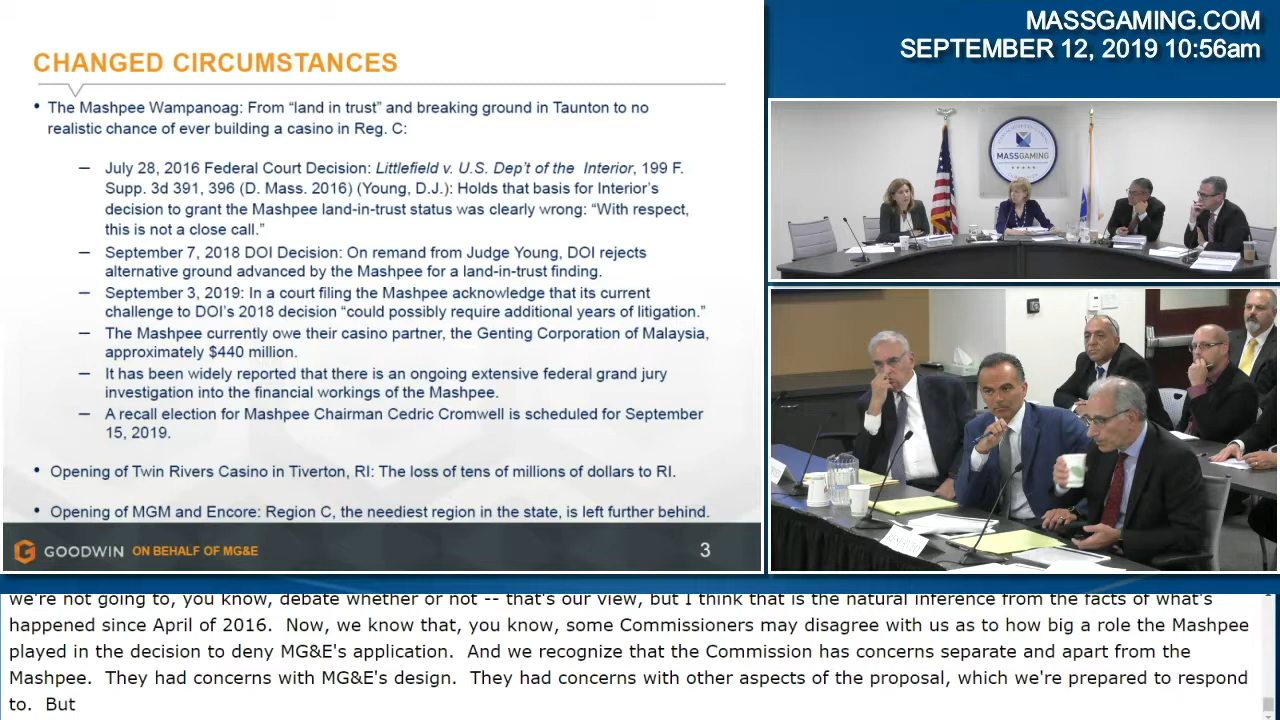 CHANGED CIRCUMSTANCES
• The Mashpee Wampanoag: From “land in trust” and breaking ground in Taunton to no
realistic chance of ever building a casino in Reg. C:
– July 28, 2016 Federal Court Decision: Littlefield v. U.S. Dep’t of the Interior, 199 F.
Supp. 3d 391, 396 (D. Mass. 2016) (Young, D.J.): Holds that basis for Interior’s
decision to grant the Mashpee land-in-trust status was clearly wrong: “With respect,
this is not a close call.”
– September 7, 2018 DOI Decision: On remand from Judge Young, DOI rejects
alternative ground advanced by the Mashpee for a land-in-trust finding.
– September 3, 2019: In a court filing the Mashpee acknowledge that its current
challenge to DOI’s 2018 decision “could possibly require additional years of litigation.”
– The Mashpee currently owe their casino partner, the Genting Corporation of Malaysia,
approximately $440 million.
– It has been widely reported that there is an ongoing extensive federal grand jury
investigation into the financial workings of the Mashpee.
– A recall election for Mashpee Chairman Cedric Cromwell is scheduled for September
15, 2019.
• Opening of Twin Rivers Casino in Tiverton, RI: The loss of tens of millions of dollars to RI.
• Opening of MGM and Encore: Region C, the neediest region in the state, is left further behind.
GOODWIN ON BEHALF OF MG&E
3
MASSGAMING.COM
SEPTEMBER 12, 2019 10:56am
MASSGAMING
we're not going to, you know, debate whether or not -- that's our view, but I think that is the natural inference from the facts of what's
happened since April of 2016. Now, we know that, you know, some Commissioners may disagree with us as to how big a role the Mashpee
played in the decision to deny MG&E's application. And we recognize that the Commission has concerns separate and apart from the
Mashpee. They had concerns with MG&E's design. They had concerns with other aspects of the proposal, which we're prepared to respond
to. But